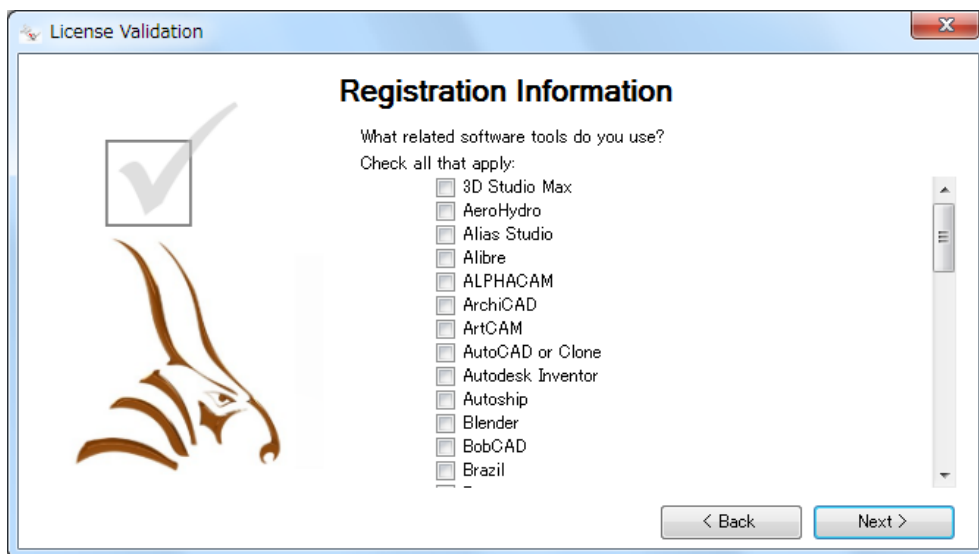 License Validation
Registration Information
What related software tools do you use?
Check all that apply:
3D Studio Max
AeroHydro
Alias Studio
Alibre
ALPHACAM
ArchiCAD
ArtCAM
AutoCAD or Clone
Autodesk Inventor
Autoship
Blender
BobCAD
Brazil
< Back
Next >